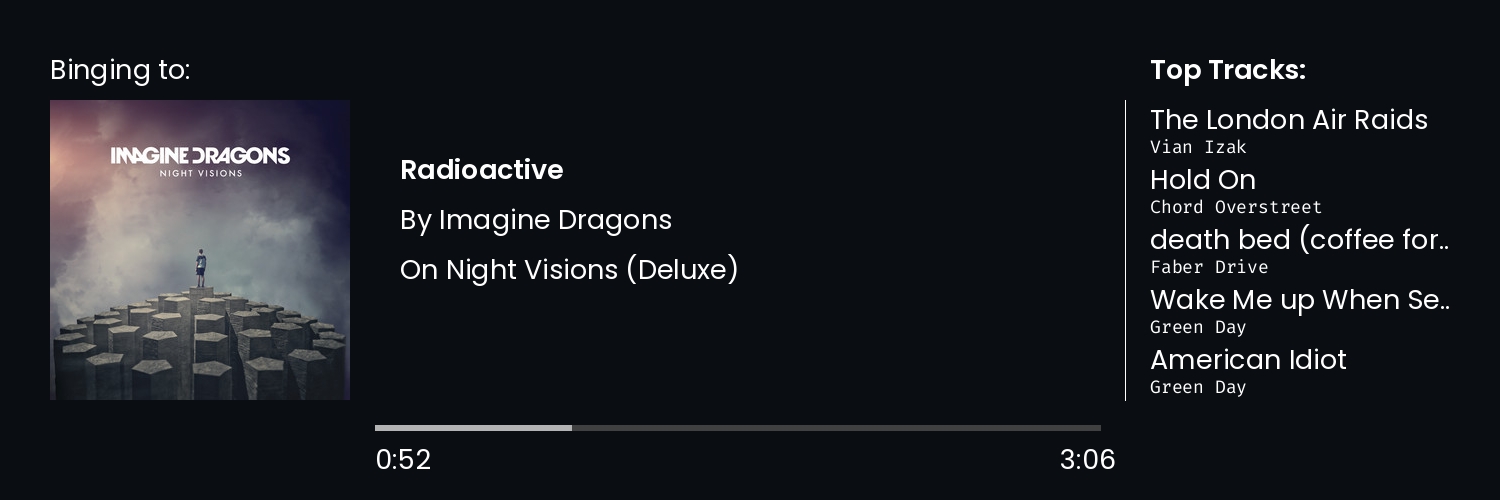 Binging to:
IMAGINE DRAGONS
NIGHT VISIONS
Radioactive
By Imagine Dragons
On Night Visions (Deluxe)
0:52
3:06
Top Tracks:
The London Air Raids
Vian Izak
Hold On
Chord Overstreet
death bed (coffee for..
Faber Drive
Wake Me up When Se..
Green Day
American Idiot
Green Day